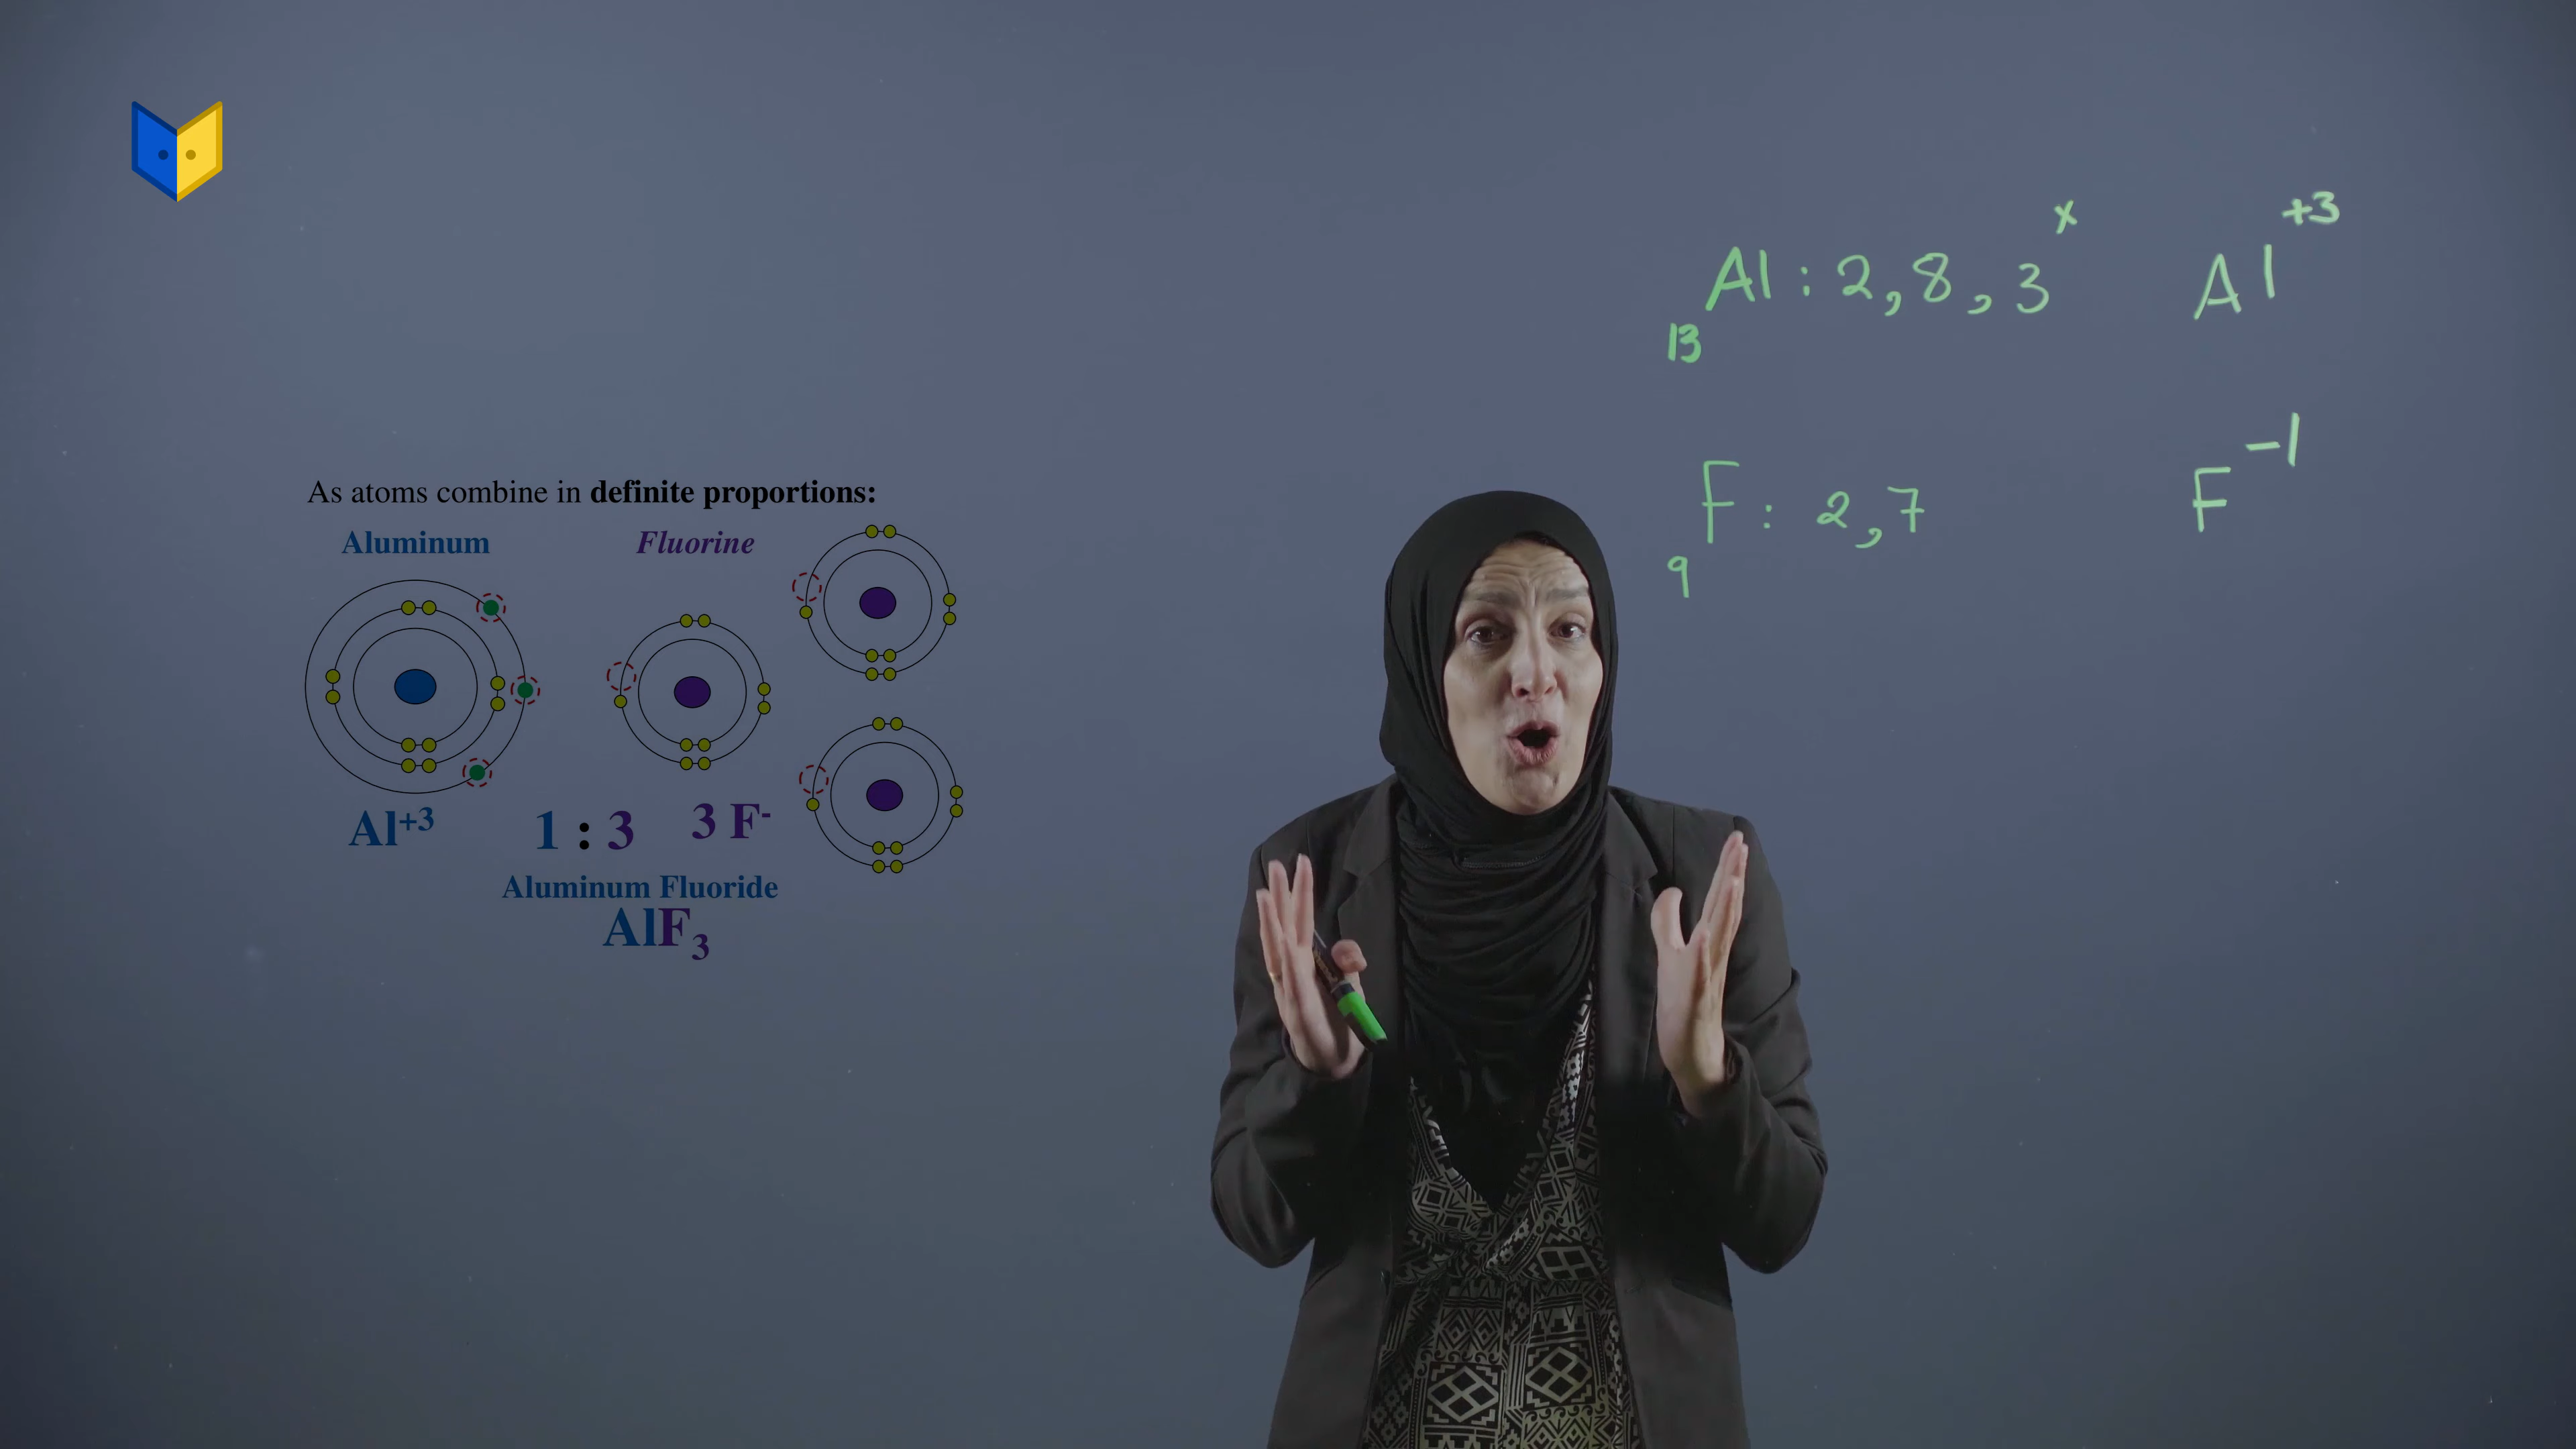 As atoms combine in definite proportions:
Aluminum Fluorine
Al+3 1 : 3 3 F-
Aluminum Fluoride
AlF3
13Al : 2, 8, 3x Al+3
9F : 2, 7 F-1